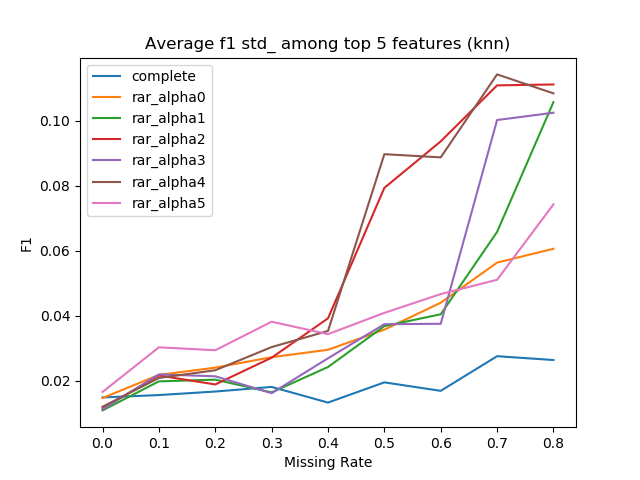 Average f1 std_ among top 5 features (knn)
complete
rar_alpha0
rar_alpha1
rar_alpha2
rar_alpha3
rar_alpha4
rar_alpha5
0.10
0.08
0.06
0.04
0.02
F1
0.0 0.1 0.2 0.3 0.4 0.5 0.6 0.7 0.8
Missing Rate